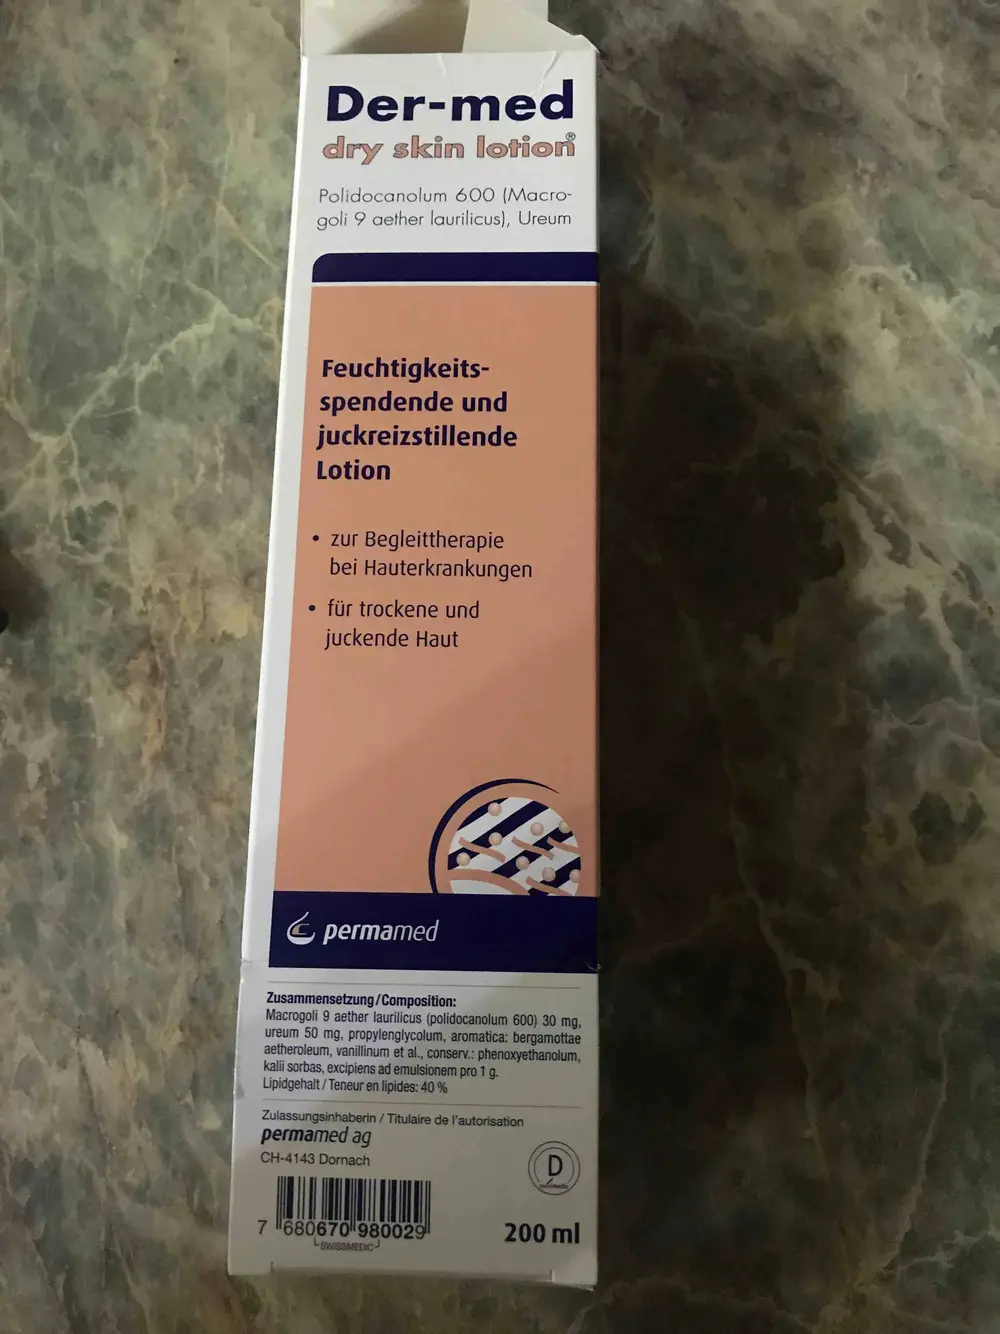 Der-med
dry skin lotion®
Polidocanolum 600 (Macro-
goli 9 aether laurilicus), Ureum
Feuchtigkeits-
spendende und
juckreizstillende
Lotion
• zur Begleittherapie
bei Hauterkrankungen
• für trockene und
juckende Haut
permamed
Zusammensetzung/Composition:
Macrogoli 9 aether laurilicus (polidocanolum 600) 30 mg,
ureum 50 mg, propylenglycolum, aromatica: bergamottae
aetheroleum, vanillinum et al., conserv.: phenoxyethanolum,
kalii sorbas, excipiens ad emulsionem pro 1 g.
Lipidgehalt / Teneur en lipides: 40 %
Zulassungsinhaberin / Titulaire de l'autorisation
permamed ag
CH-4143 Dornach
D
swissmedic
7 680670 980029
SWISSMEDIC
200 ml